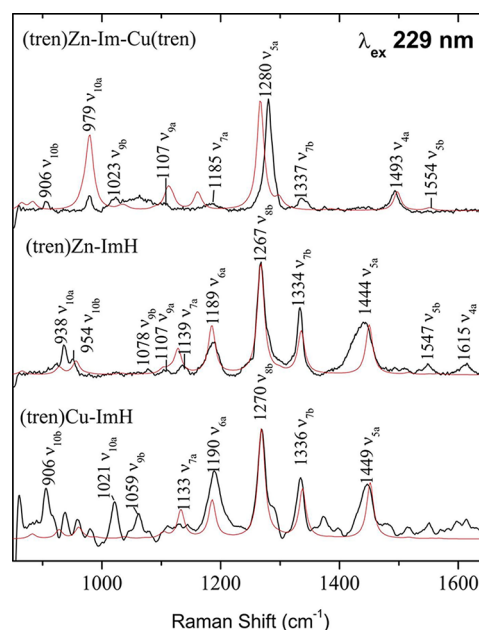 (tren)Zn-Im-Cu(tren)
λex 229 nm
906 ν10b
979 ν10a
1023 ν9b
1107 ν9a
1185 ν7a
1280 ν5a
1337 ν7b
1493 ν4a
1554 ν5b
(tren)Zn-ImH
938 ν10a
954 ν10b
1078 ν9b
1107 ν9a
1139 ν7a
1189 ν6a
1267 ν8b
1334 ν7b
1444 ν5a
1547 ν5b
1615 ν4a
(tren)Cu-ImH
906 ν10b
1021 ν10a
1059 ν9b
1133 ν7a
1190 ν6a
1270 ν8b
1336 ν7b
1449 ν5a
1000 1200 1400 1600
Raman Shift (cm-1)